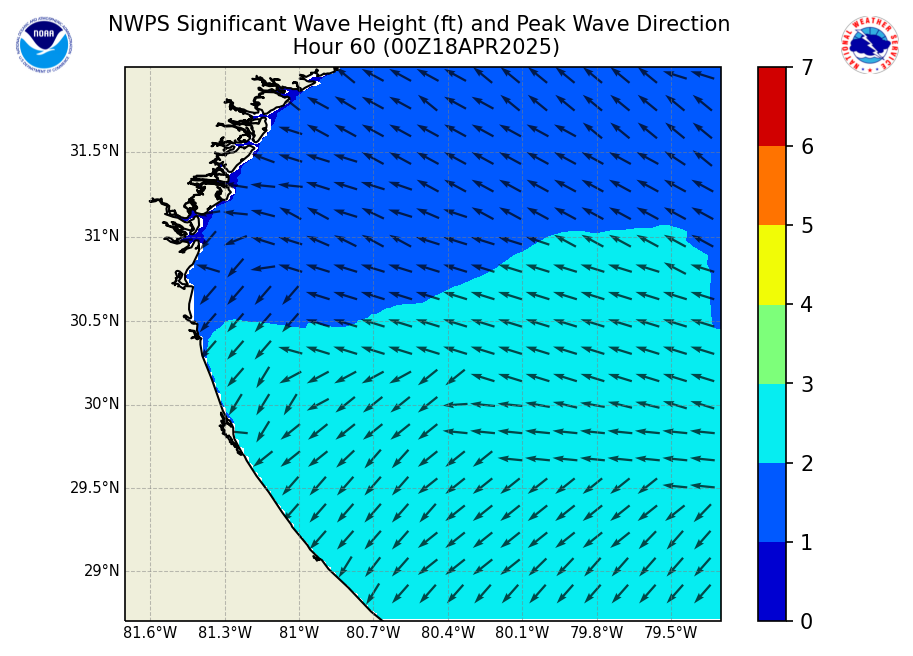 NWPS Significant Wave Height (ft) and Peak Wave Direction
Hour 60 (00Z18APR2025)
NOAA
NATIONAL WEATHER SERVICE
31.5°N
31°N
30.5°N
30°N
29.5°N
29°N
81.6°W 81.3°W 81°W 80.7°W 80.4°W 80.1°W 79.8°W 79.5°W
7
6
5
4
3
2
1
0